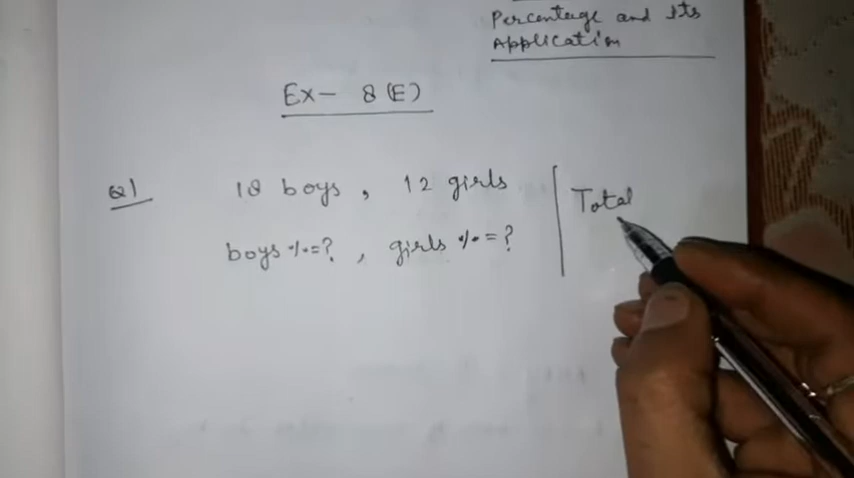 Percentage and Its
Application
Ex- 8(E)
Q1 18 boys, 12 girls
Total
boys %=?, girls %=?